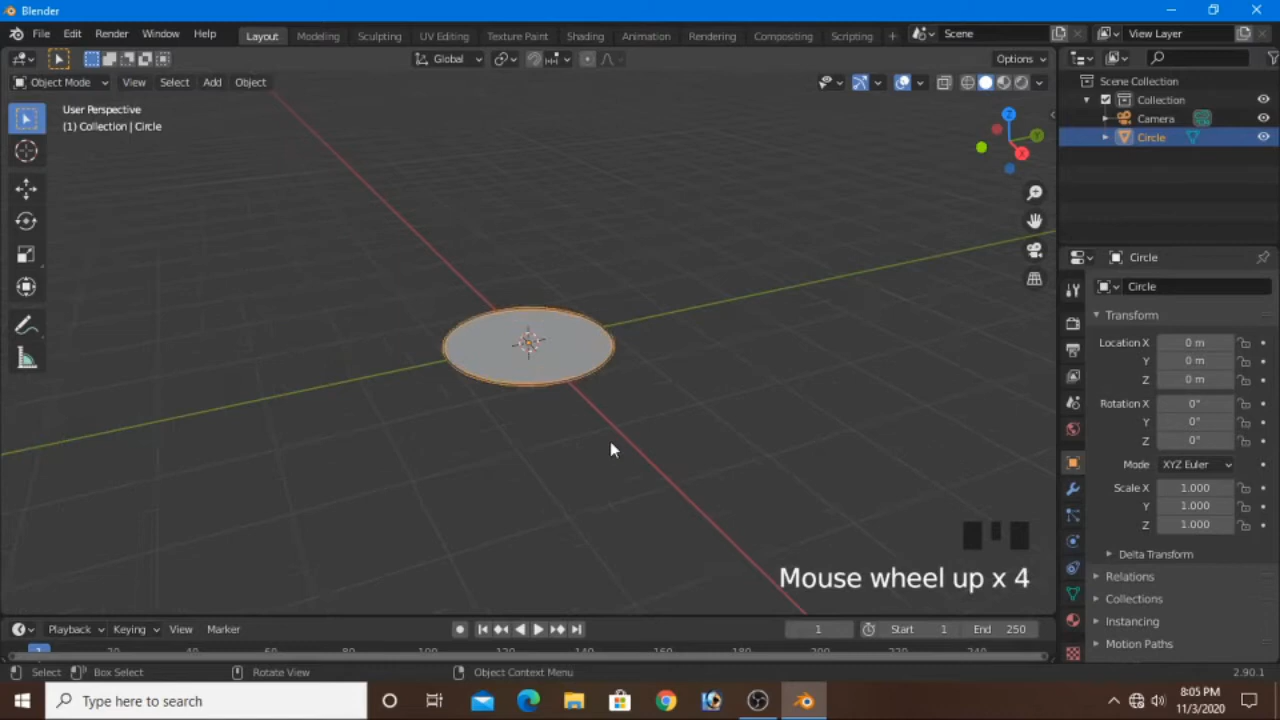 Blender
File Edit Render Window Help Layout Modeling Sculpting UV Editing Texture Paint Shading Animation Rendering Compositing Scripting + Scene View Layer
Global Options
Object Mode View Select Add Object
User Perspective
(1) Collection | Circle
Scene Collection
Collection
Camera
Circle
Circle
Circle
Transform
Location X 0 m
Y 0 m
Z 0 m
Rotation X 0°
Y 0°
Z 0°
Mode XYZ Euler
Scale X 1.000
Y 1.000
Z 1.000
Delta Transform
Relations
Collections
Instancing
Motion Paths
Mouse wheel up x 4
Playback Keying View Marker 1 Start 1 End 250
1
Select Box Select Rotate View Object Context Menu 2.90.1
Type here to search
8:05 PM
11/3/2020